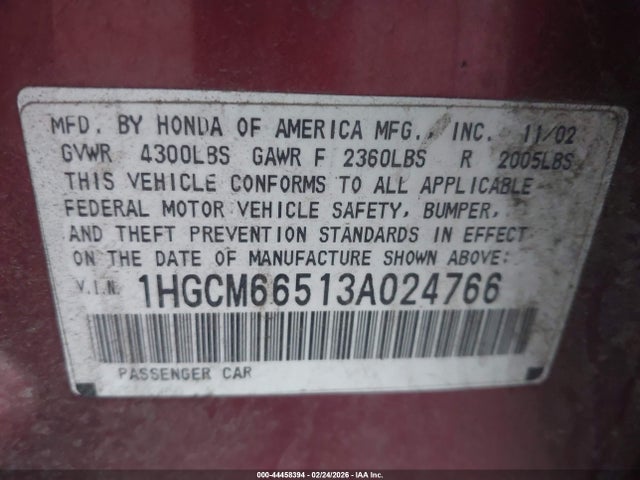 MFD. BY HONDA OF AMERICA MFG., INC. 11/02
GVWR 4300LBS GAWR F 2360LBS R 2005LBS
THIS VEHICLE CONFORMS TO ALL APPLICABLE
FEDERAL MOTOR VEHICLE SAFETY, BUMPER,
AND THEFT PREVENTION STANDARDS IN EFFECT
ON THE DATE OF MANUFACTURE SHOWN ABOVE:
V.I.N. 1HGCM66513A024766
PASSENGER CAR
000-44458394 - 02/24/2026 - IAA Inc.